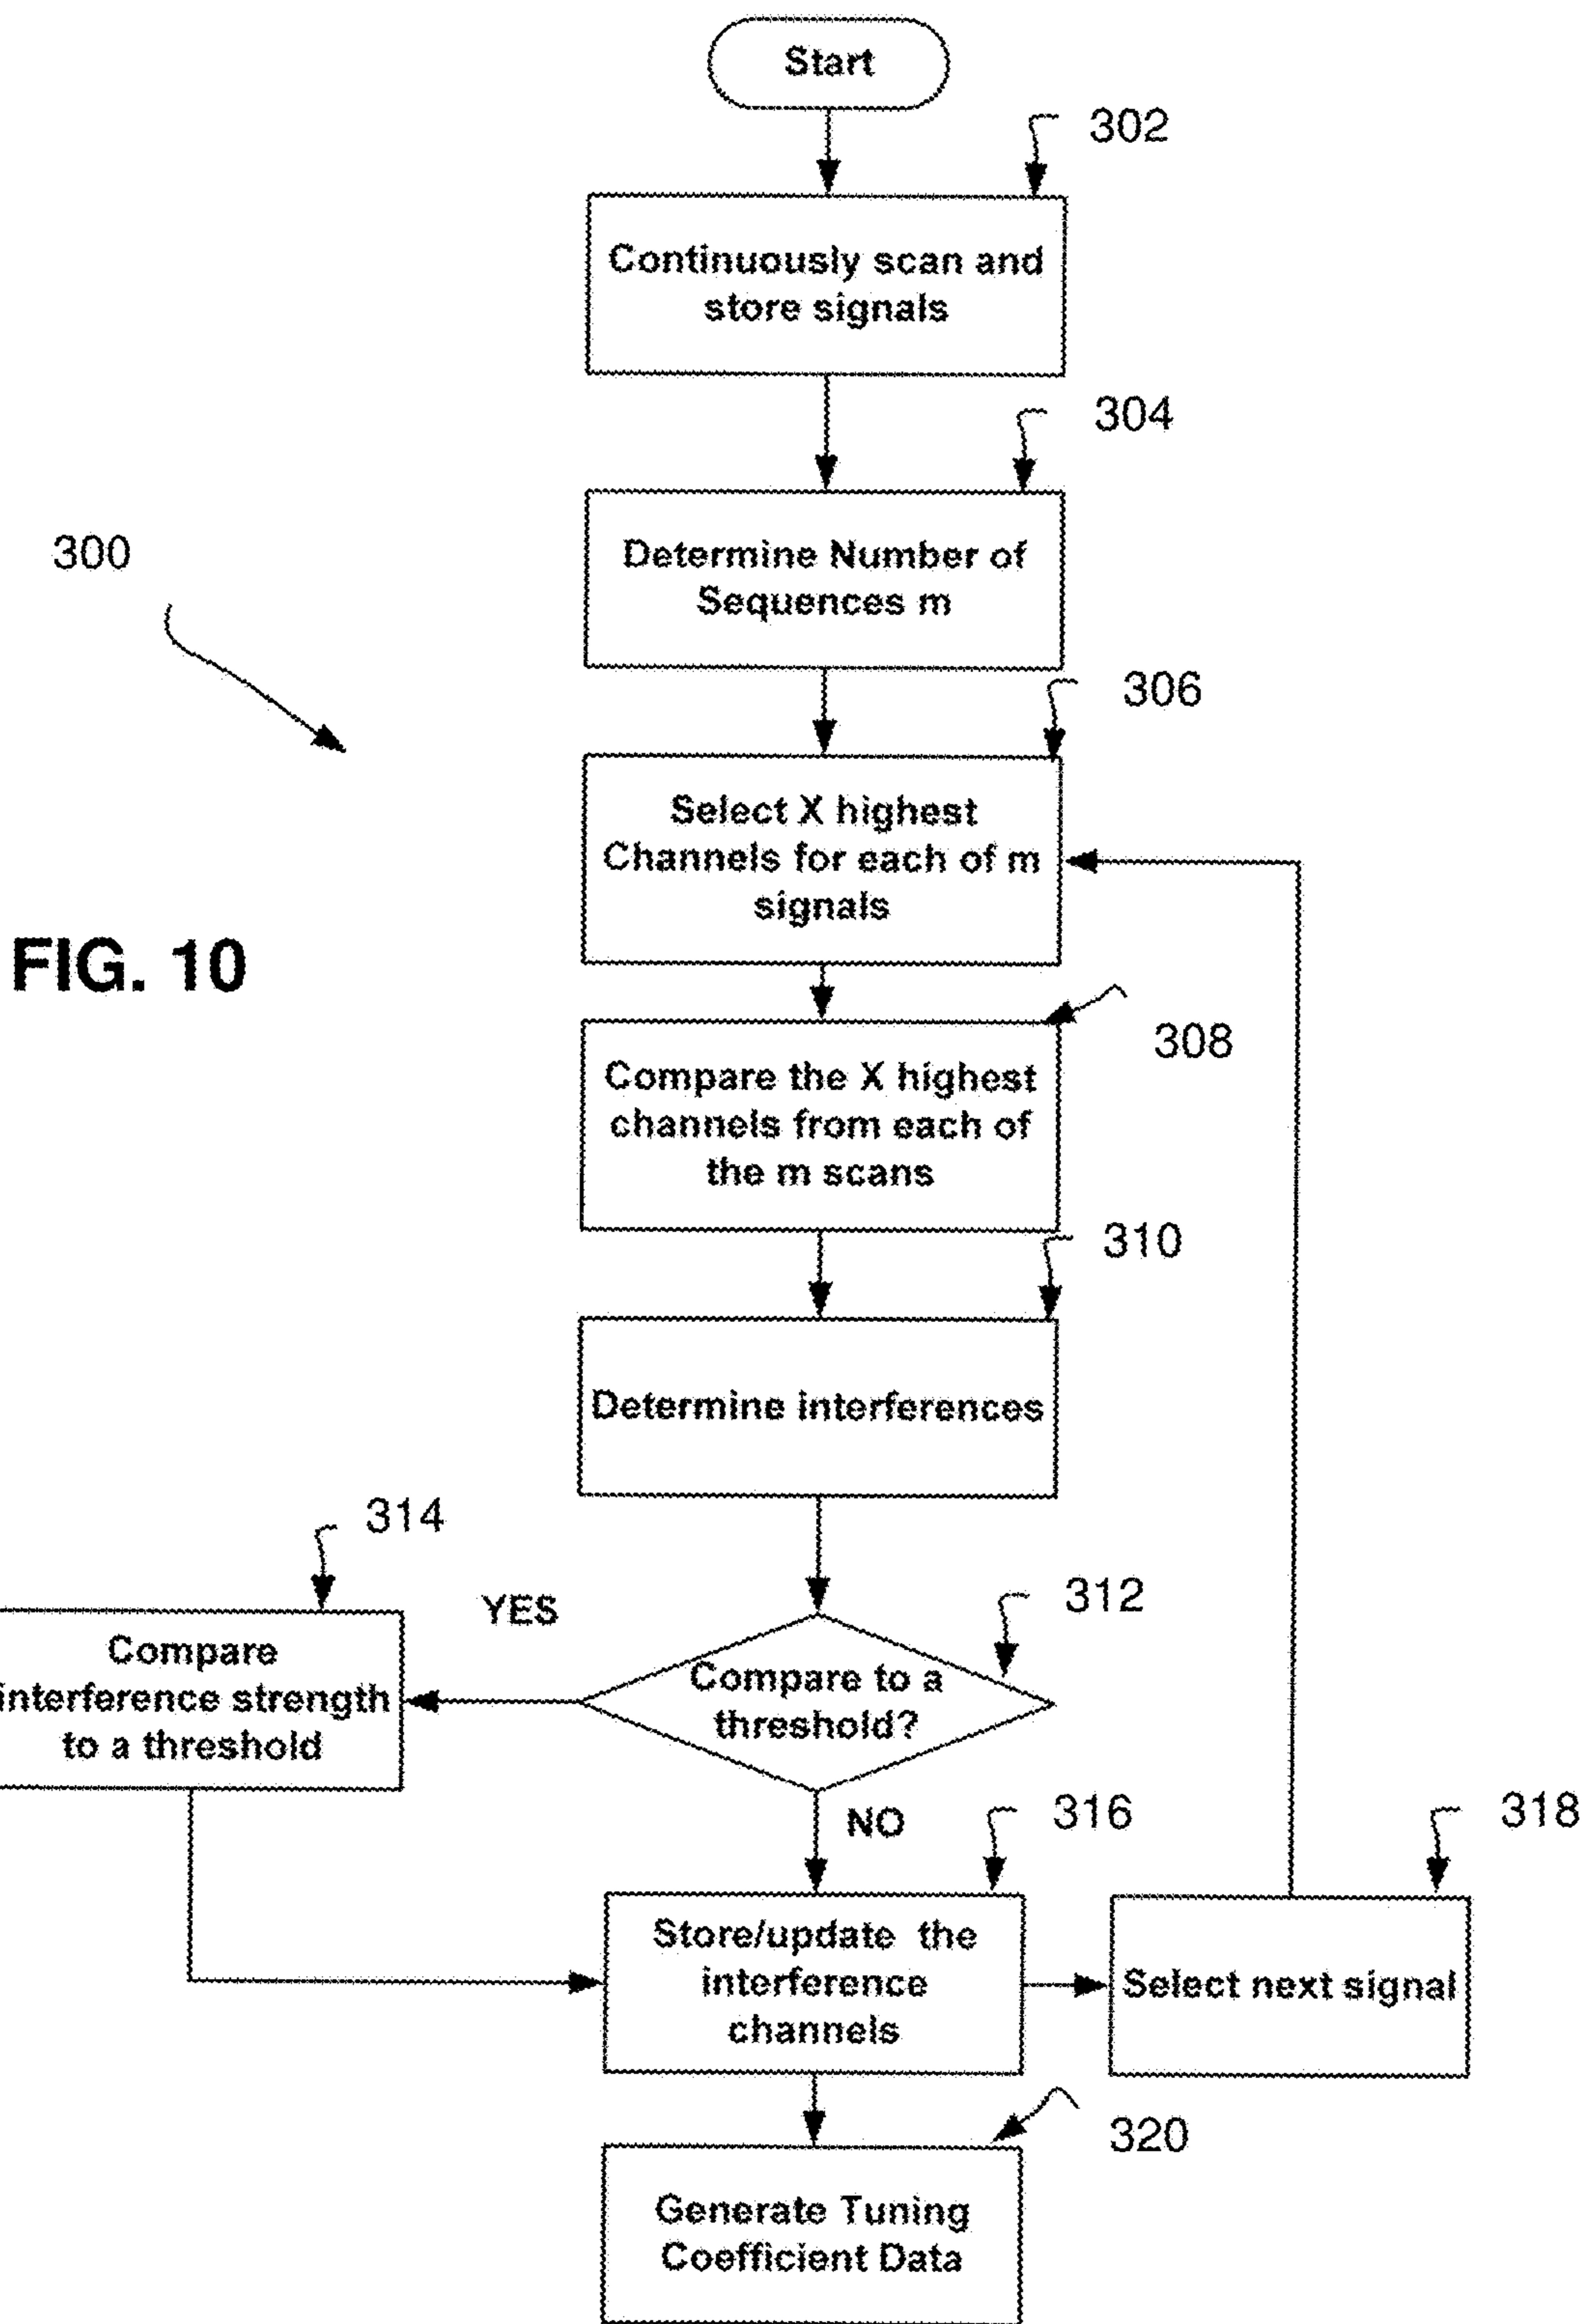 Start
302
Continuously scan and
store signals
304
Determine Number of
Sequences m
300
306
Select X highest
Channels for each of m
signals
FIG. 10
308
Compare the X highest
channels from each of
the m scans
310
Determine interferences
314
YES
312
Compare
interference strength
to a threshold
Compare to a
threshold?
NO
316
318
Store/update the
interference
channels
Select next signal
320
Generate Tuning
Coefficient Data